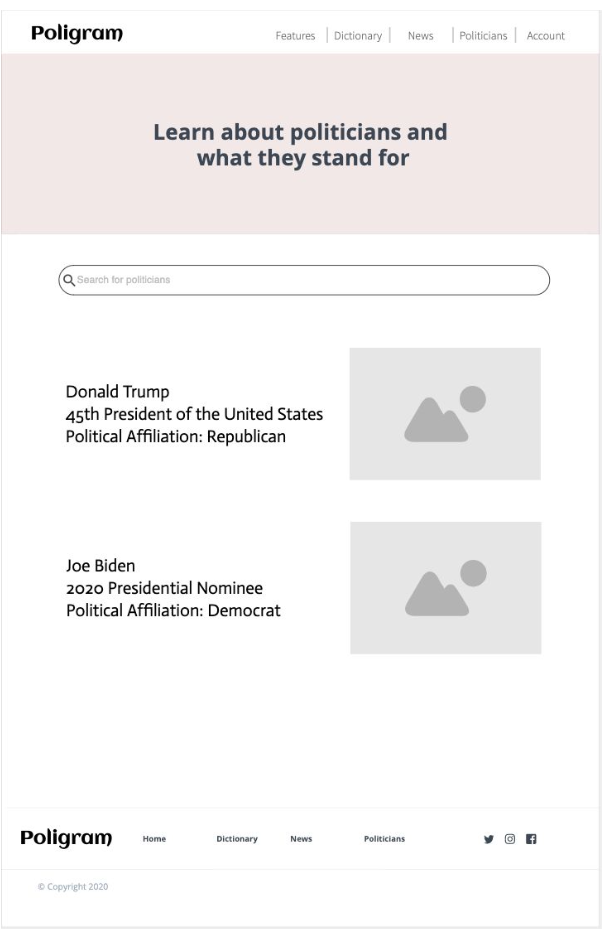 Poligram
Features | Dictionary | News | Politicians | Account
Learn about politicians and
what they stand for
Search for politicians
Donald Trump
45th President of the United States
Political Affiliation: Republican
Joe Biden
2020 Presidential Nominee
Political Affiliation: Democrat
Poligram Home Dictionary News Politicians
© Copyright 2020